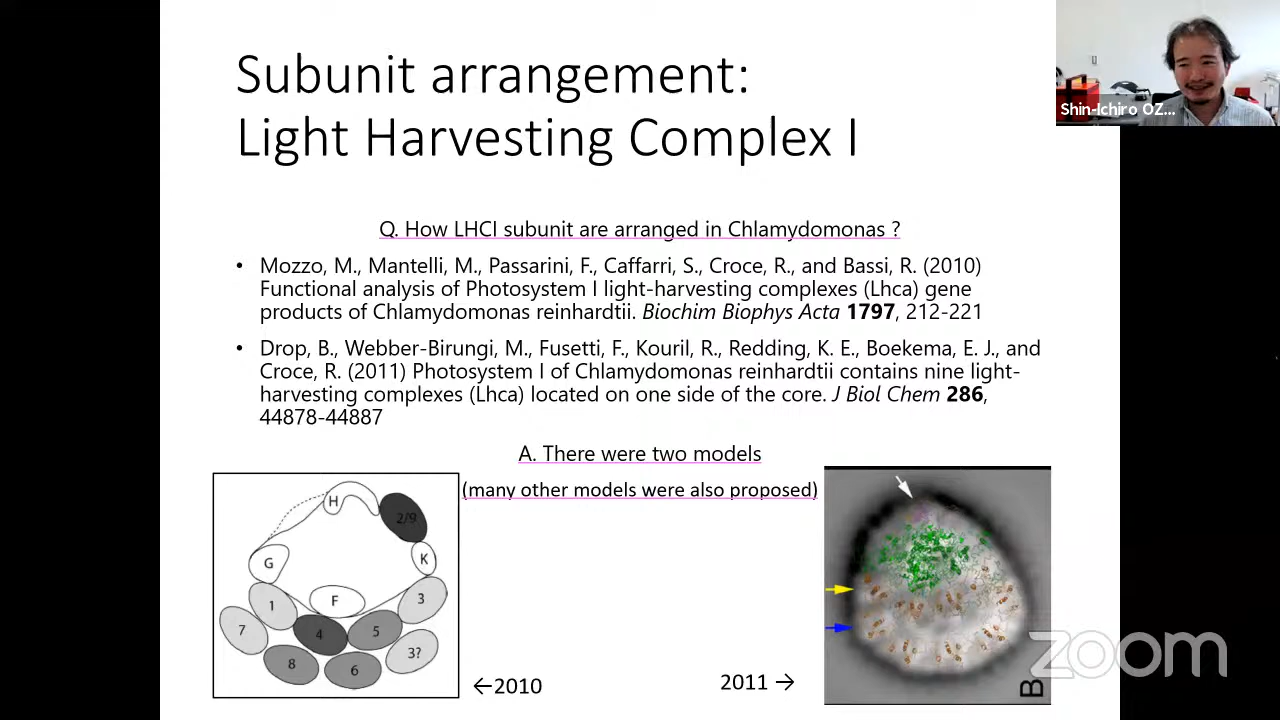 Subunit arrangement:
Light Harvesting Complex I
Shin-Ichiro OZ...
Q. How LHCI subunit are arranged in Chlamydomonas ?
• Mozzo, M., Mantelli, M., Passarini, F., Caffarri, S., Croce, R., and Bassi, R. (2010)
Functional analysis of Photosystem I light-harvesting complexes (Lhca) gene
products of Chlamydomonas reinhardtii. Biochim Biophys Acta 1797, 212-221
• Drop, B., Webber-Birungi, M., Fusetti, F., Kouril, R., Redding, K. E., Boekema, E. J., and
Croce, R. (2011) Photosystem I of Chlamydomonas reinhardtii contains nine light-
harvesting complexes (Lhca) located on one side of the core. J Biol Chem 286,
44878-44887
A. There were two models
(many other models were also proposed)
H
2/9
G
K
F
1
3
7
4
5
8
6
3?
←2010
2011 →
B
zoom